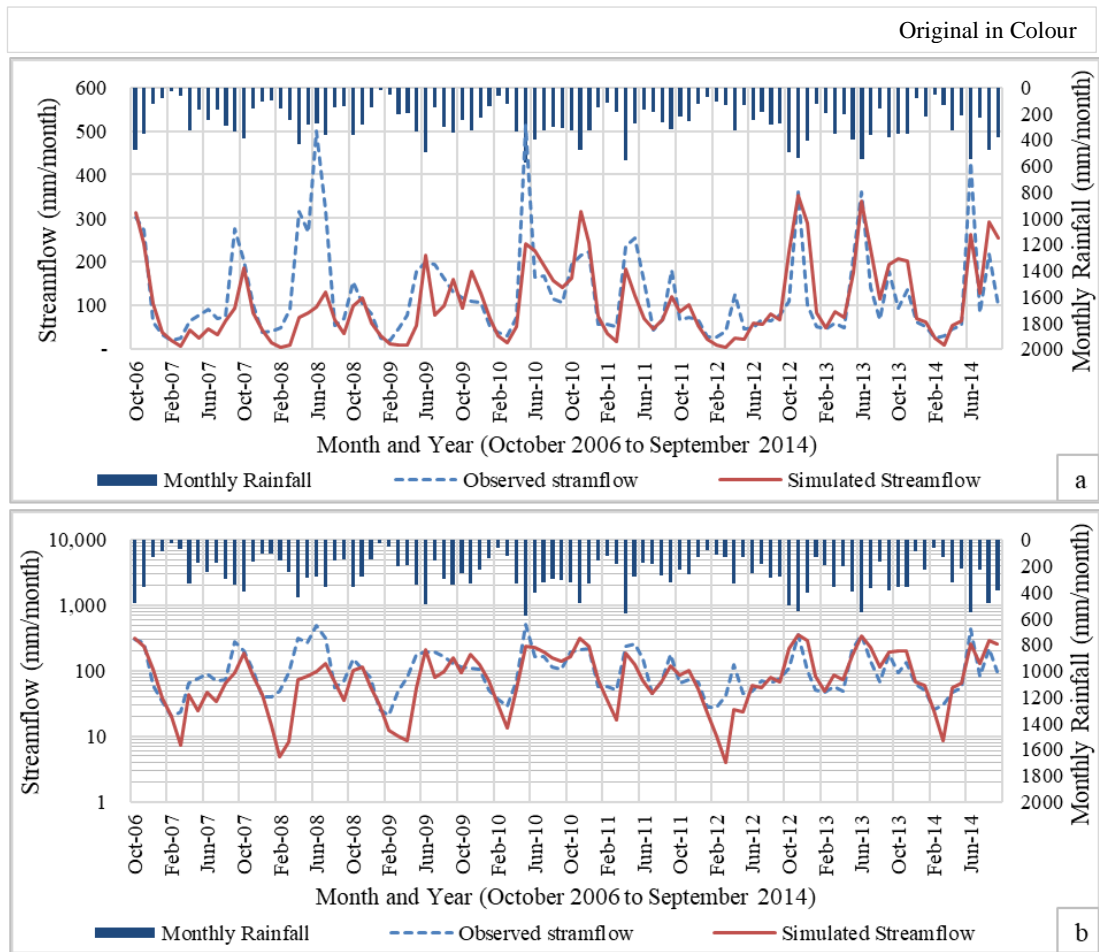 Original in Colour
600
500
400
300
200
100
-
Streamflow (mm/month)
0
200
400
600
800
1000
1200
1400
1600
1800
2000
Monthly Rainfall (mm/month)
Oct-06
Feb-07
Jun-07
Oct-07
Feb-08
Jun-08
Oct-08
Feb-09
Jun-09
Oct-09
Feb-10
Jun-10
Oct-10
Feb-11
Jun-11
Oct-11
Feb-12
Jun-12
Oct-12
Feb-13
Jun-13
Oct-13
Feb-14
Jun-14
Month and Year (October 2006 to September 2014)
Monthly Rainfall Observed stramflow Simulated Streamflow
a
10,000
1,000
100
10
1
Streamflow (mm/month)
0
200
400
600
800
1000
1200
1400
1600
1800
2000
Monthly Rainfall (mm/month)
Oct-06
Feb-07
Jun-07
Oct-07
Feb-08
Jun-08
Oct-08
Feb-09
Jun-09
Oct-09
Feb-10
Jun-10
Oct-10
Feb-11
Jun-11
Oct-11
Feb-12
Jun-12
Oct-12
Feb-13
Jun-13
Oct-13
Feb-14
Jun-14
Month and Year (October 2006 to September 2014)
Monthly Rainfall Observed stramflow Simulated Streamflow
b